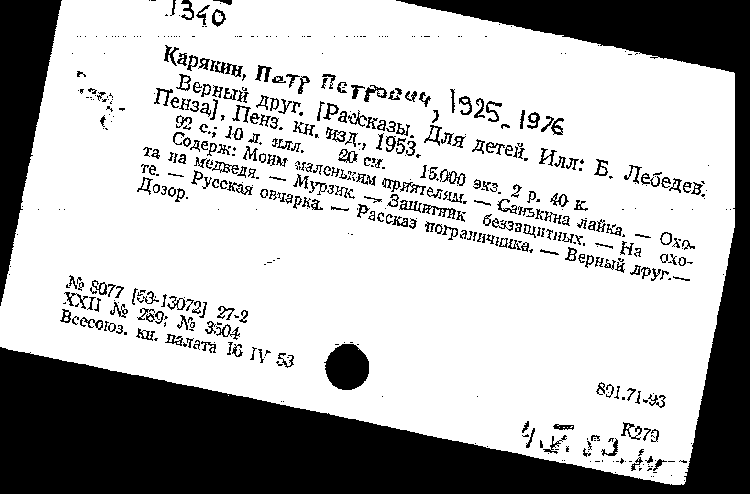 1340
Карякин, Петр Петрович, 1925-1976
Верный друг. [Рассказы. Для детей. Илл: Б. Лебедев.
Пенза], Пенз. кн. изд., 1953.
92 с.; 10 л. илл. 20 см. 15.000 экз. 2 р. 40 к.
Содерж: Моим маленьким приятелям. — Санькина лайка. — Охо-
та на медведя. — Мурзик. — Защитник беззащитных. — На охо-
те. — Русская овчарка. — Рассказ пограничника. — Верный друг.—
Дозор.
№ 8077 [53-13072] 27-2
XXII № 289; № 3504
Всесоюз. кн. палата 16 IV 53
891.71-93
К279